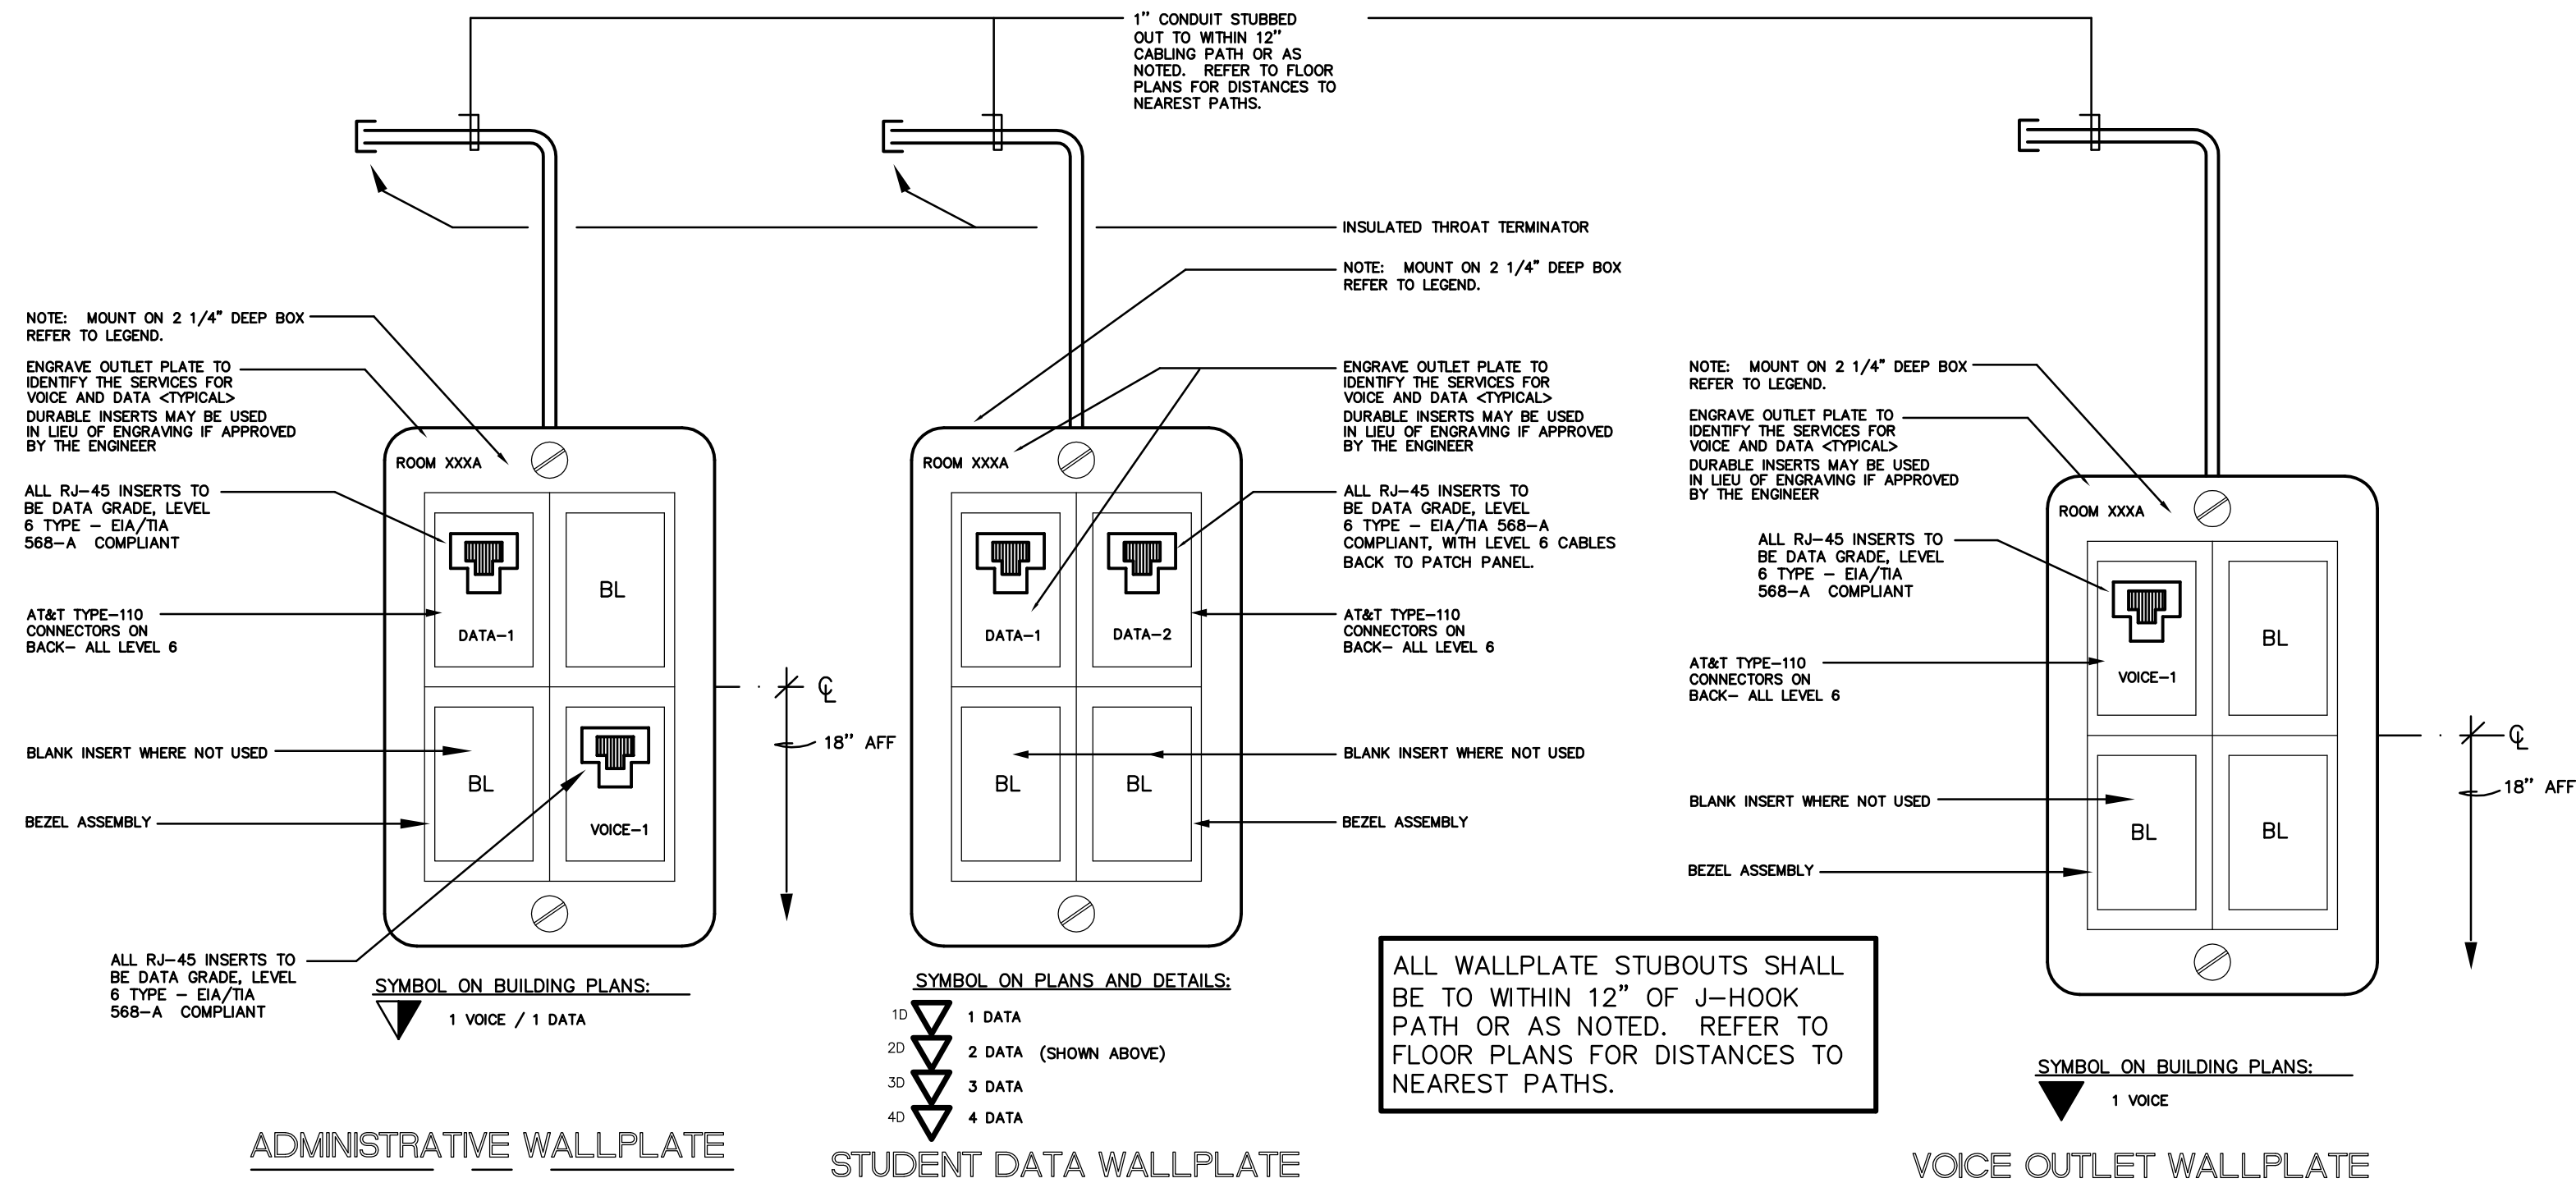 1" CONDUIT STUBBED
OUT TO WITHIN 12"
CABLING PATH OR AS
NOTED.  REFER TO FLOOR
PLANS FOR DISTANCES TO
NEAREST PATHS.
NOTE:  MOUNT ON 2 1/4" DEEP BOX
REFER TO LEGEND.
ENGRAVE OUTLET PLATE TO
IDENTIFY THE SERVICES FOR
VOICE AND DATA <TYPICAL>
DURABLE INSERTS MAY BE USED
IN LIEU OF ENGRAVING IF APPROVED
BY THE ENGINEER
ALL RJ-45 INSERTS TO
BE DATA GRADE, LEVEL
6 TYPE - EIA/TIA
568-A  COMPLIANT
AT&T TYPE-110
CONNECTORS ON
BACK- ALL LEVEL 6
BLANK INSERT WHERE NOT USED
BEZEL ASSEMBLY
ALL RJ-45 INSERTS TO
BE DATA GRADE, LEVEL
6 TYPE - EIA/TIA
568-A  COMPLIANT
ROOM XXXA
DATA-1
BL
BL
VOICE-1
℄
18" AFF
SYMBOL ON BUILDING PLANS:
1 VOICE / 1 DATA
ADMINISTRATIVE WALLPLATE
INSULATED THROAT TERMINATOR
NOTE:  MOUNT ON 2 1/4" DEEP BOX
REFER TO LEGEND.
ENGRAVE OUTLET PLATE TO
IDENTIFY THE SERVICES FOR
VOICE AND DATA <TYPICAL>
DURABLE INSERTS MAY BE USED
IN LIEU OF ENGRAVING IF APPROVED
BY THE ENGINEER
ALL RJ-45 INSERTS TO
BE DATA GRADE, LEVEL
6 TYPE - EIA/TIA 568-A
COMPLIANT, WITH LEVEL 6 CABLES
BACK TO PATCH PANEL.
AT&T TYPE-110
CONNECTORS ON
BACK- ALL LEVEL 6
BLANK INSERT WHERE NOT USED
BEZEL ASSEMBLY
ROOM XXXA
DATA-1
DATA-2
BL
BL
SYMBOL ON PLANS AND DETAILS:
1D 1 DATA
2D 2 DATA (SHOWN ABOVE)
3D 3 DATA
4D 4 DATA
STUDENT DATA WALLPLATE
ALL WALLPLATE STUBOUTS SHALL
BE TO WITHIN 12" OF J-HOOK
PATH OR AS NOTED.  REFER TO
FLOOR PLANS FOR DISTANCES TO
NEAREST PATHS.
NOTE:  MOUNT ON 2 1/4" DEEP BOX
REFER TO LEGEND.
ENGRAVE OUTLET PLATE TO
IDENTIFY THE SERVICES FOR
VOICE AND DATA <TYPICAL>
DURABLE INSERTS MAY BE USED
IN LIEU OF ENGRAVING IF APPROVED
BY THE ENGINEER
ALL RJ-45 INSERTS TO
BE DATA GRADE, LEVEL
6 TYPE - EIA/TIA
568-A  COMPLIANT
AT&T TYPE-110
CONNECTORS ON
BACK- ALL LEVEL 6
BLANK INSERT WHERE NOT USED
BEZEL ASSEMBLY
ROOM XXXA
VOICE-1
BL
BL
BL
℄
18" AFF
SYMBOL ON BUILDING PLANS:
1 VOICE
VOICE OUTLET WALLPLATE